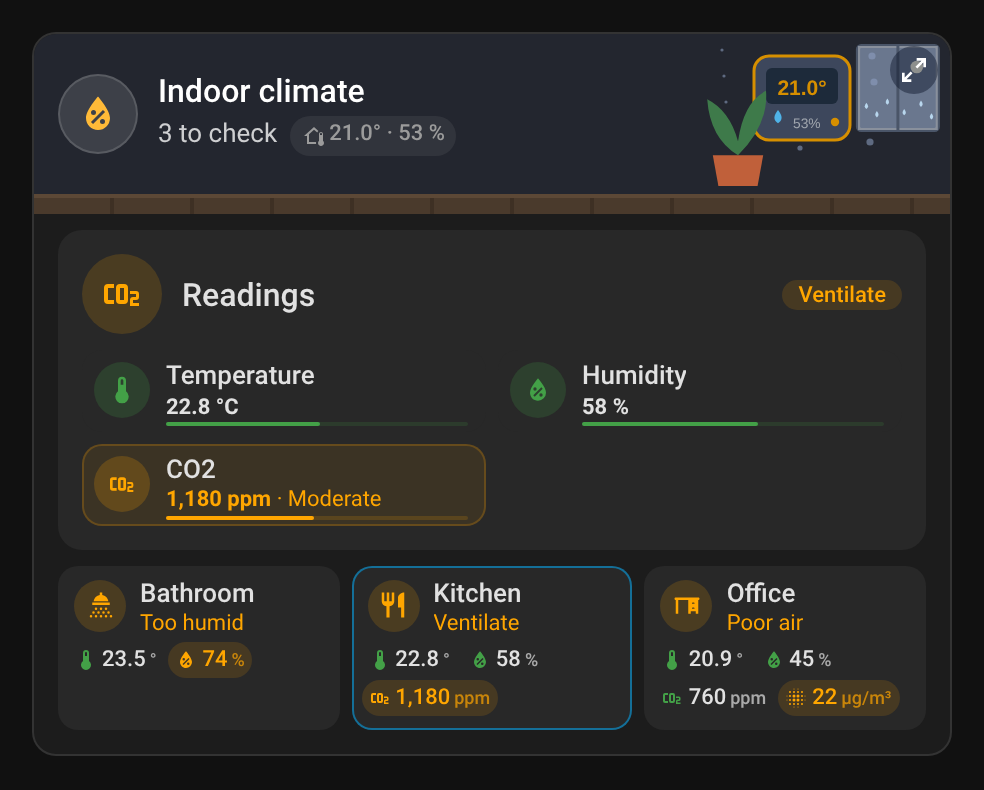 Indoor climate
3 to check 21.0° · 53 %
21.0°
53%
CO₂ Readings Ventilate
Temperature
22.8 °C
Humidity
58 %
CO₂ CO2
1,180 ppm · Moderate
Bathroom
Too humid
23.5 ° 74 %
Kitchen
Ventilate
22.8 ° 58 %
CO₂ 1,180 ppm
Office
Poor air
20.9 ° 45 %
CO₂ 760 ppm 22 µg/m³